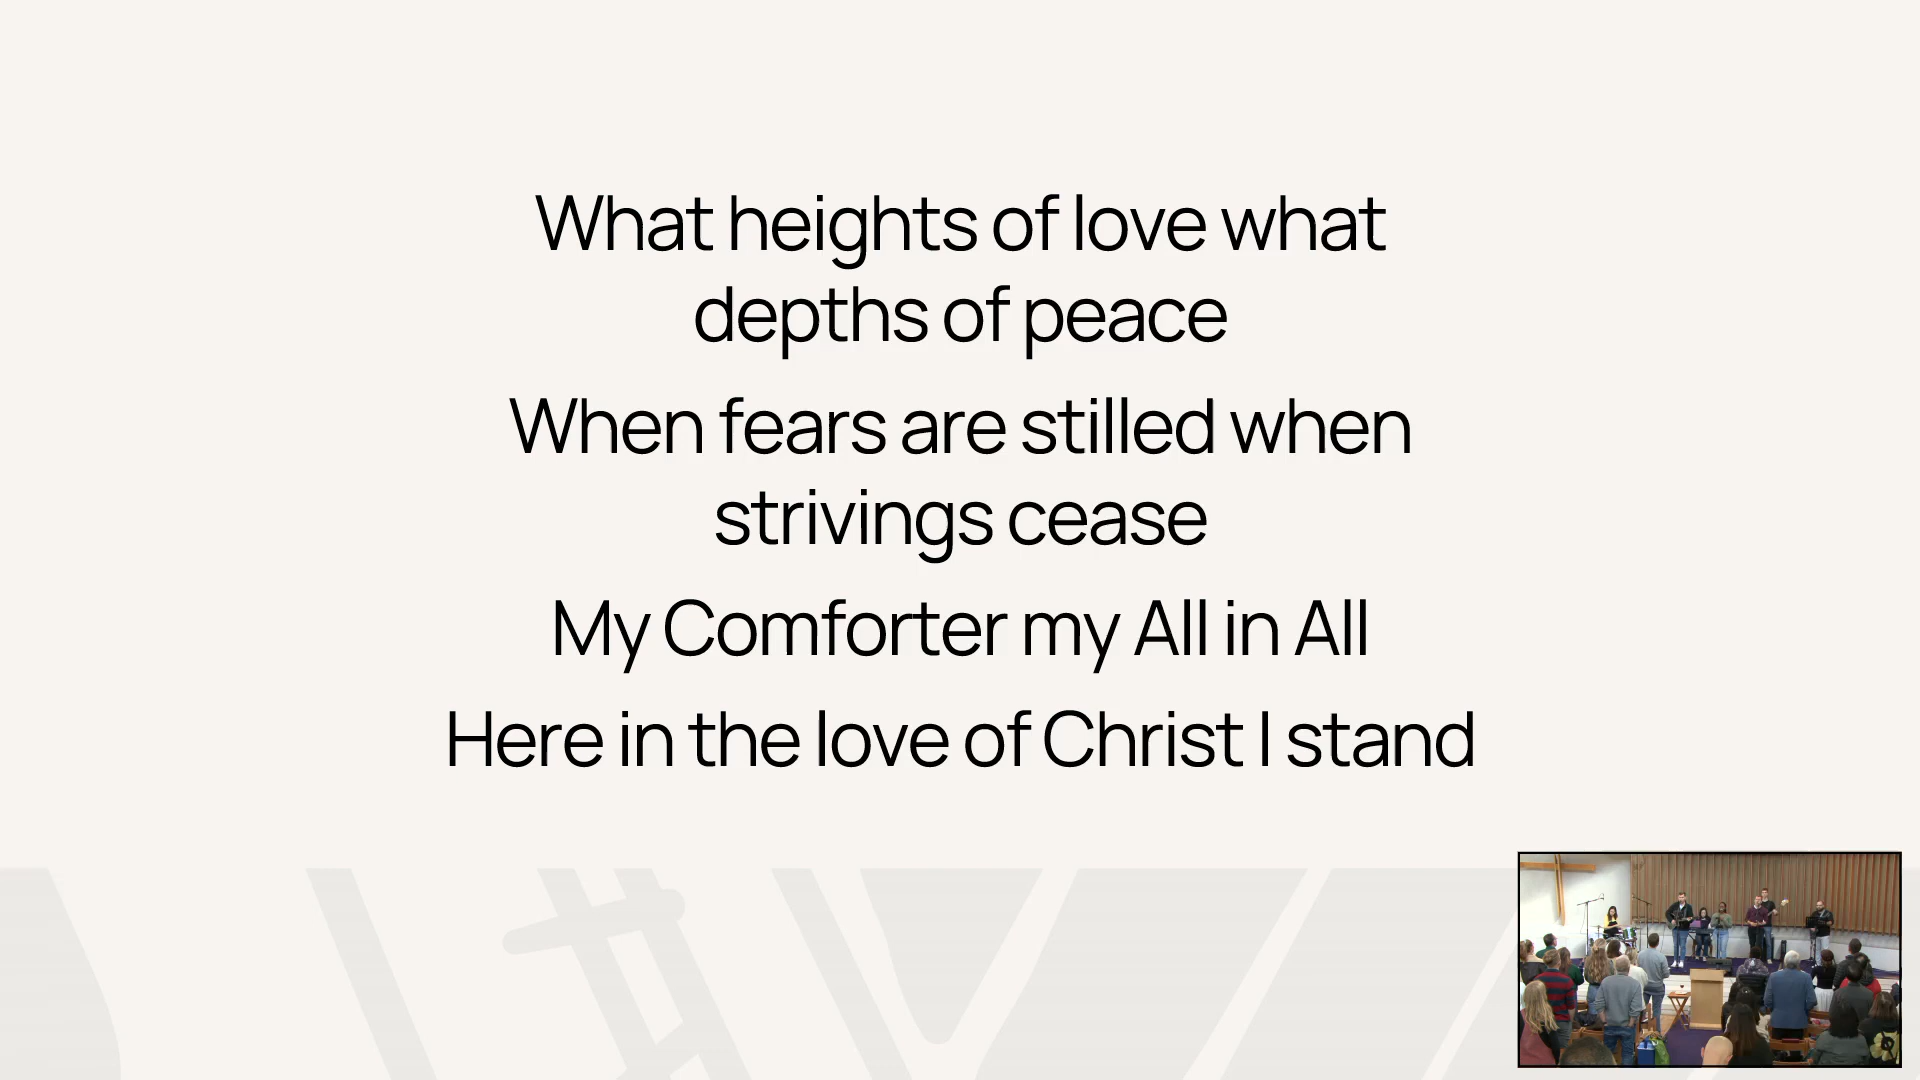 What heights of love what
depths of peace
When fears are stilled when
strivings cease
My Comforter my All in All
Here in the love of Christ I stand